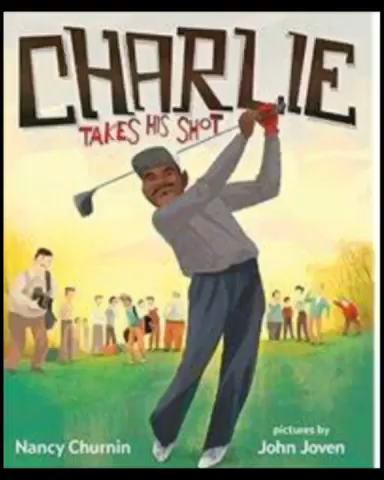 CHARLIE
TAKES HIS SHOT
pictures by
Nancy Churnin
John Joven